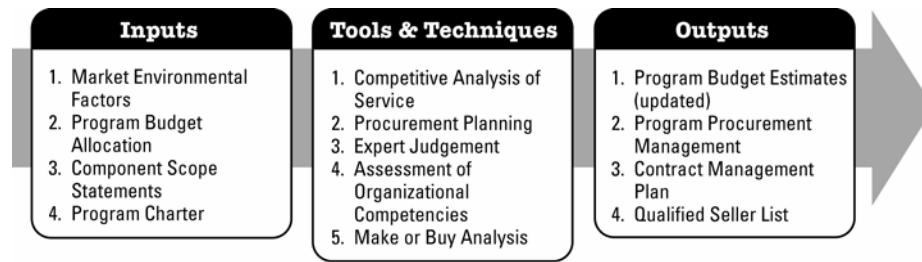 Inputs
1. Market Environmental
Factors
2. Program Budget
Allocation
3. Component Scope
Statements
4. Program Charter
Tools & Techniques
1. Competitive Analysis of
Service
2. Procurement Planning
3. Expert Judgement
4. Assessment of
Organizational
Competencies
5. Make or Buy Analysis
Outputs
1. Program Budget Estimates
(updated)
2. Program Procurement
Management
3. Contract Management
Plan
4. Qualified Seller List